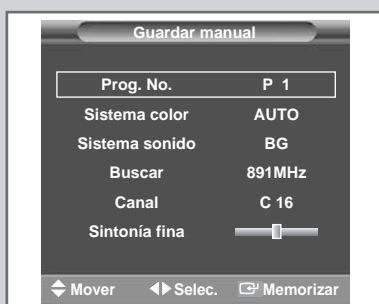 Guardar manual
Prog. No. P 1
Sistema color AUTO
Sistema sonido BG
Buscar 891MHz
Canal C 16
Sintonía fina
Mover Selec. Memorizar